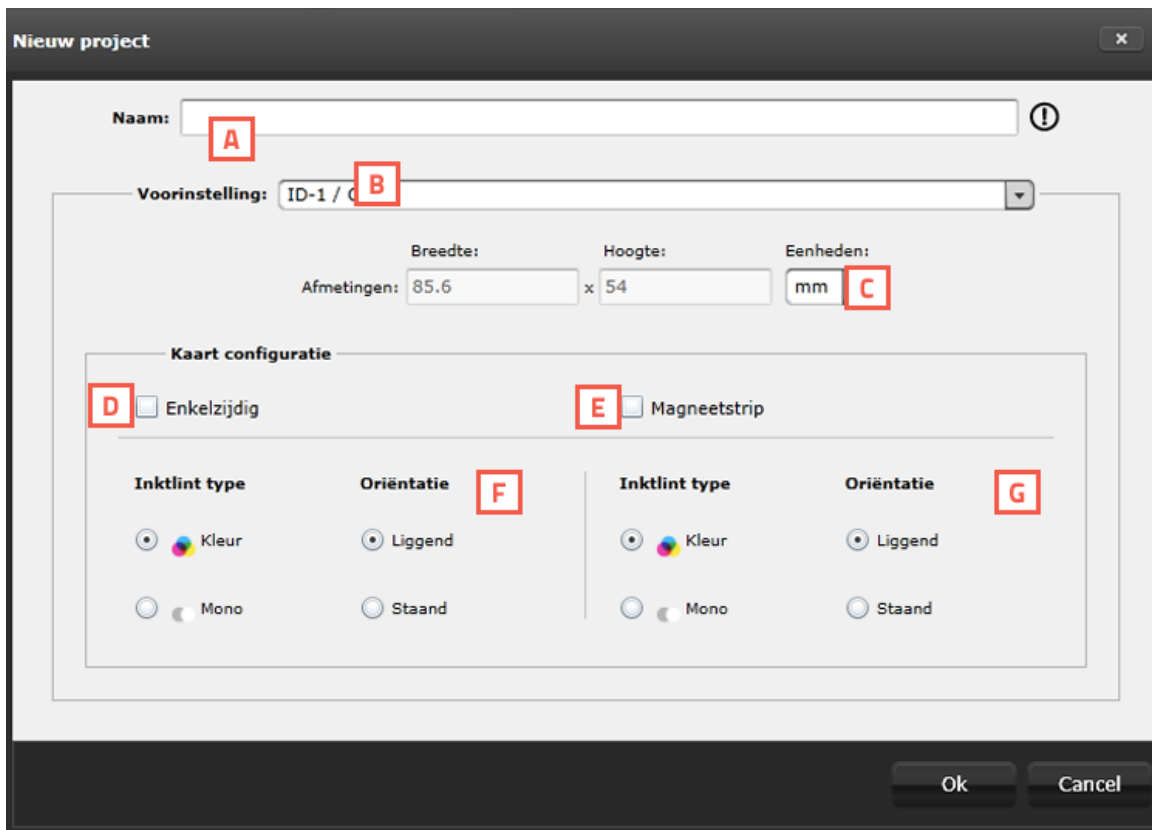 Nieuw project x
Naam:
A
B
Voorinstelling: ID-1 /
Breedte: Hoogte: Eenheden:
Afmetingen: 85.6 x 54 mm C
Kaart configuratie
D Enkelzijdig E Magneetstrip
Inktlint type Oriëntatie F Inktlint type Oriëntatie G
Kleur Liggend Kleur Liggend
Mono Staand Mono Staand
Ok Cancel